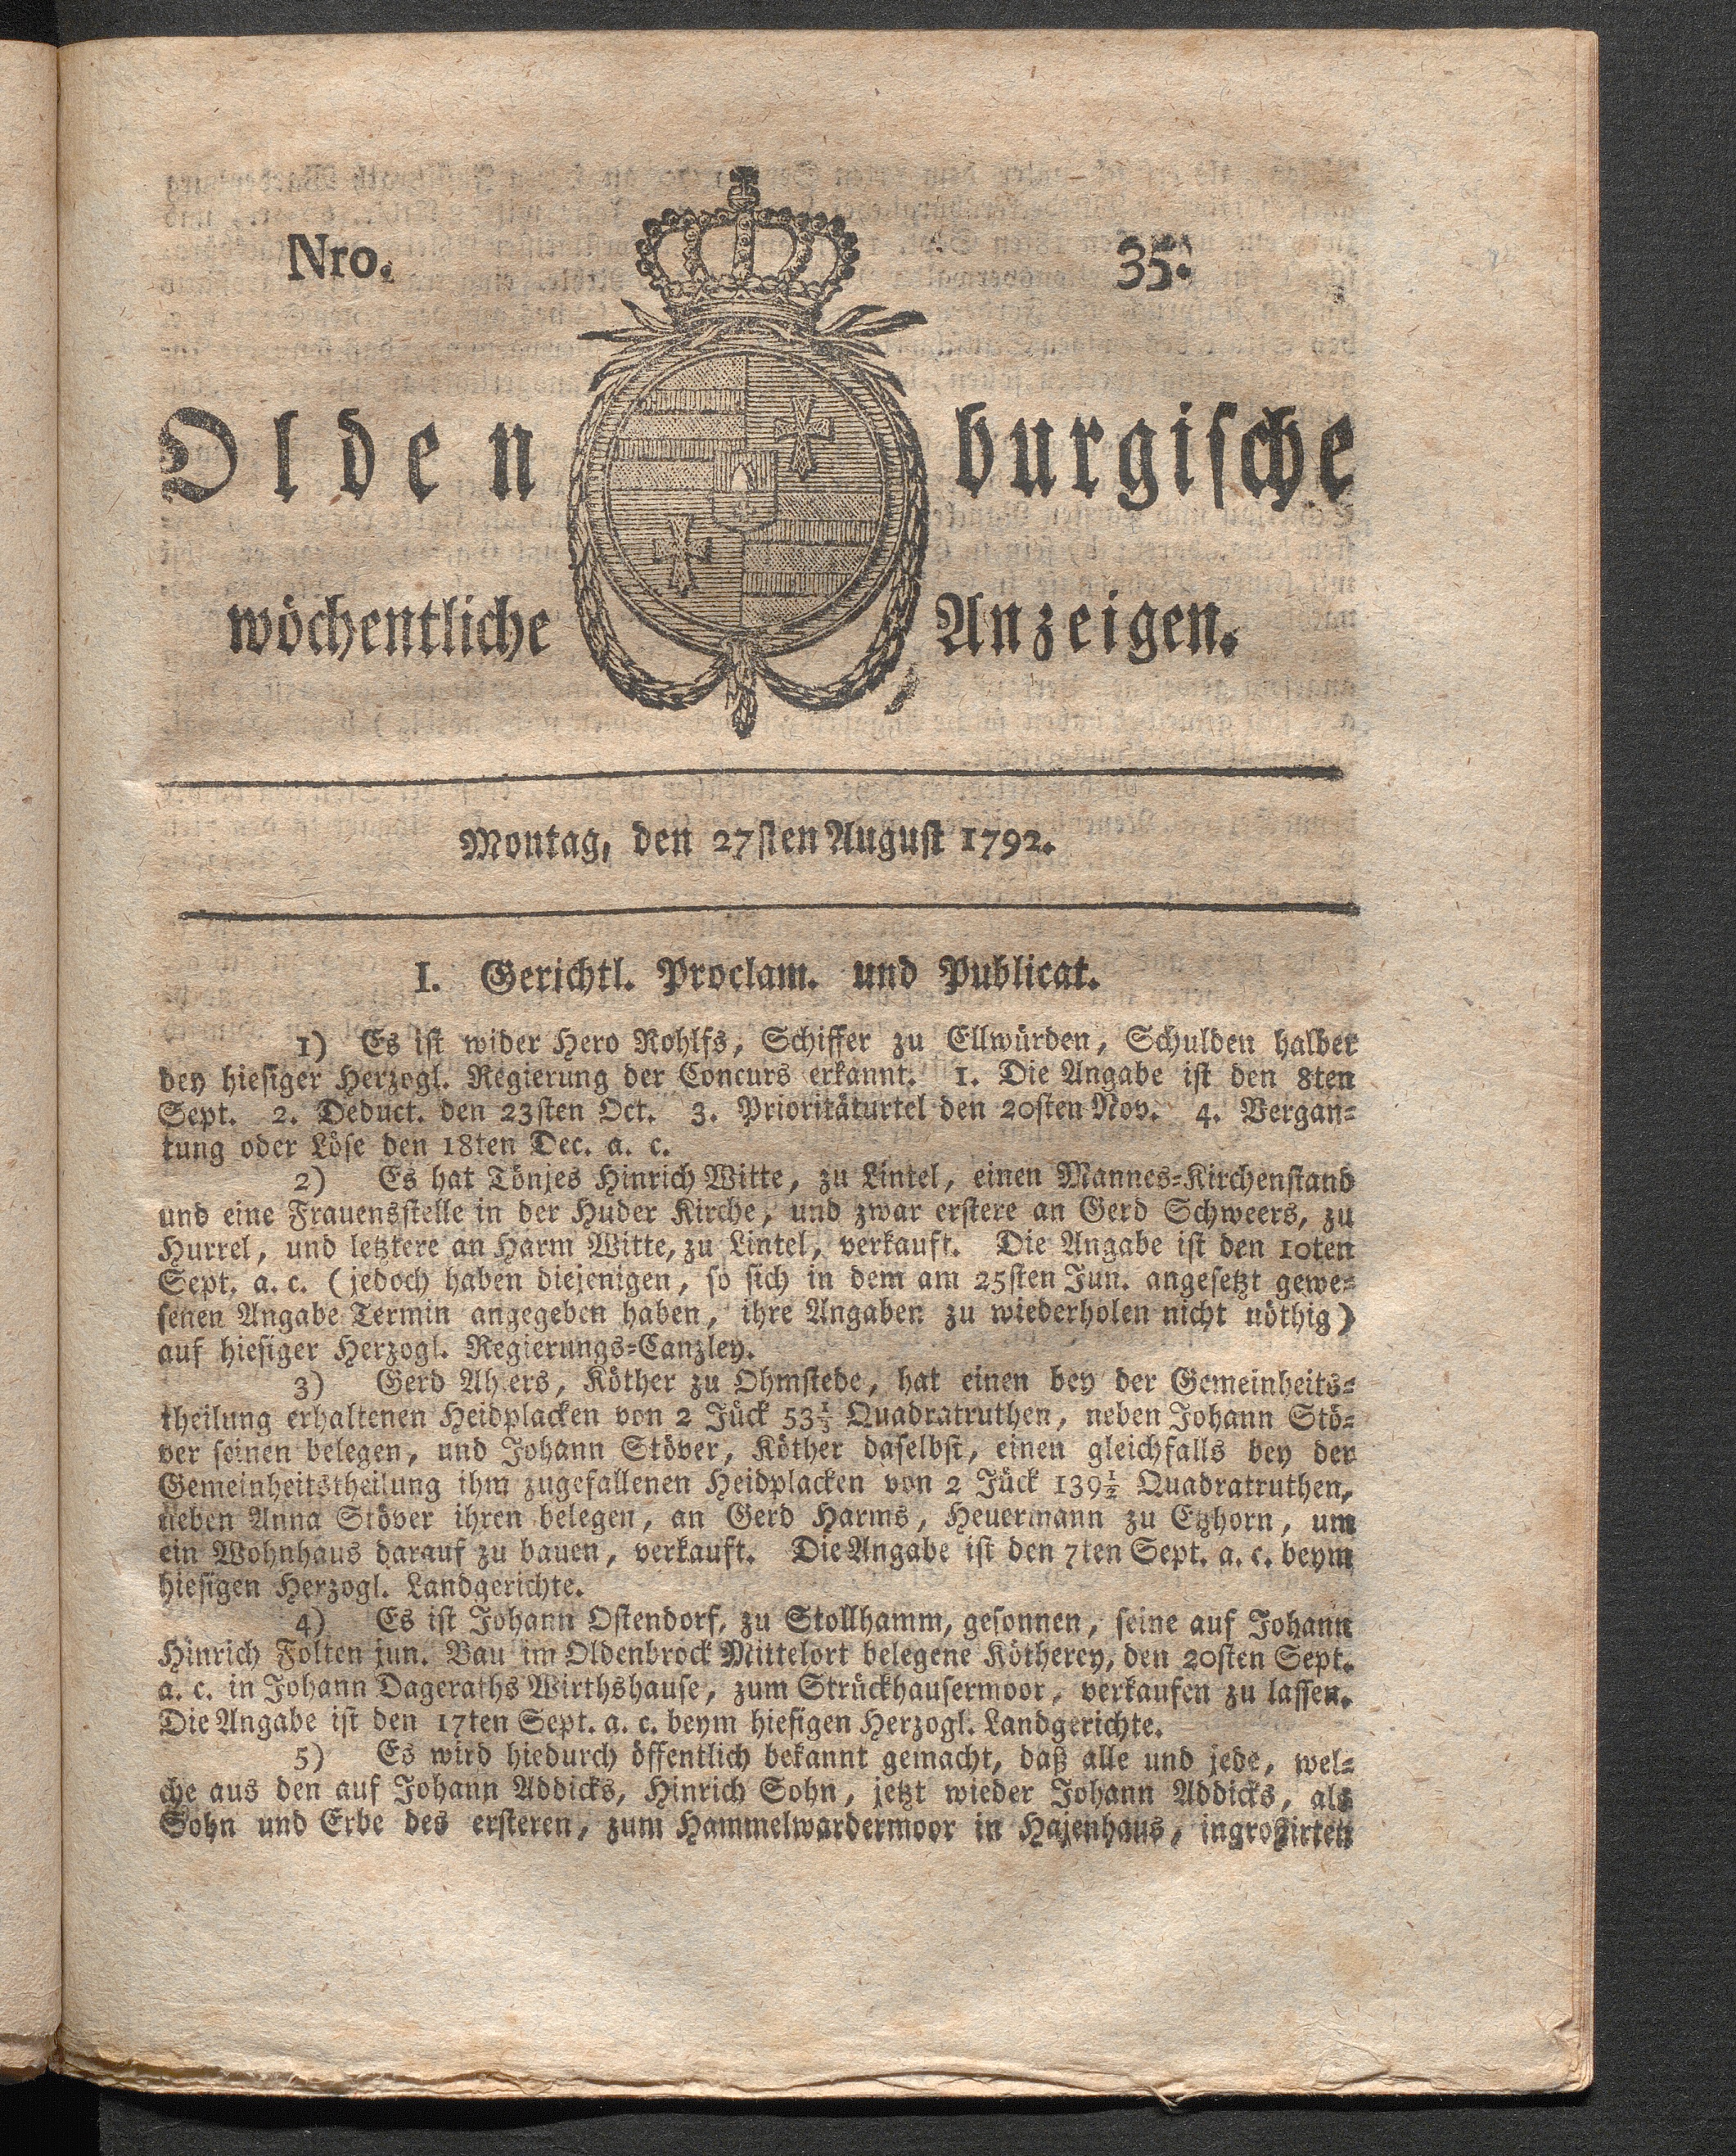 Nro. 35.
Oldenburgische
wöchentliche Anzeigen.
Montag, den 27sten August 1792.
I. Gerichtl. Proclam. und Publicat.
1) Es ist wider Hero Rohlfs, Schiffer zu Ellwürden, Schulden halber
bey hiesiger Herzogl. Regierung der Concurs erkannt. 1. Die Angabe ist den 8ten
Sept. 2. Deduct. den 23sten Oct. 3. Prioritäturtel den 20sten Nov. 4. Vergan=
tung oder Löse den 18ten Dec. a. c.
2) Es hat Tönjes Hinrich Witte, zu Lintel, einen Mannes=Kirchenstand
und eine Frauensstelle in der Huder Kirche, und zwar erstere an Gerd Schweers, zu
Hurrel, und letztere an Harm Witte, zu Lintel, verkauft. Die Angabe ist den 10ten
Sept. a. c. (jedoch haben diejenigen, so sich in dem am 25sten Jun. angesetzt gewe=
senen Angabe Termin angegeben haben, ihre Angaben zu wiederholen nicht nöthig)
auf hiesiger Herzogl. Regierungs=Canzley.
3) Gerd Ahlers, Köther zu Ohmstede, hat einen bey der Gemeinheits=
theilung erhaltenen Heidplacken von 2 Jück 53½ Quadratruthen, neben Johann Stö=
ver seinen belegen, und Johann Stöver, Köther daselbst, einen gleichfalls bey der
Gemeinheitstheilung ihm zugefallenen Heidplacken von 2 Jück 139½ Quadratruthen,
neben Anna Stöver ihren belegen, an Gerd Harms, Heuermann zu Etzhorn, um
ein Wohnhaus darauf zu bauen, verkauft. Die Angabe ist den 7ten Sept. a. c. beym
hiesigen Herzogl. Landgerichte.
4) Es ist Johann Ostendorf, zu Stollhamm, gesonnen, seine auf Johann
Hinrich Folten jun. Bau im Oldenbrock Mittelort belegene Kötherey, den 20sten Sept.
a. c. in Johann Dageraths Wirthshause, zum Strückhausermoor, verkaufen zu lassen.
Die Angabe ist den 17ten Sept. a. c. beym hiesigen Herzogl. Landgerichte.
5) Es wird hiedurch öffentlich bekannt gemacht, daß alle und jede, wel=
che aus den auf Johann Addicks, Hinrich Sohn, jetzt wieder Johann Addicks, als
Sohn und Erbe des ersteren, zum Hammelwardermoor in Hajenhaus, ingroßirten